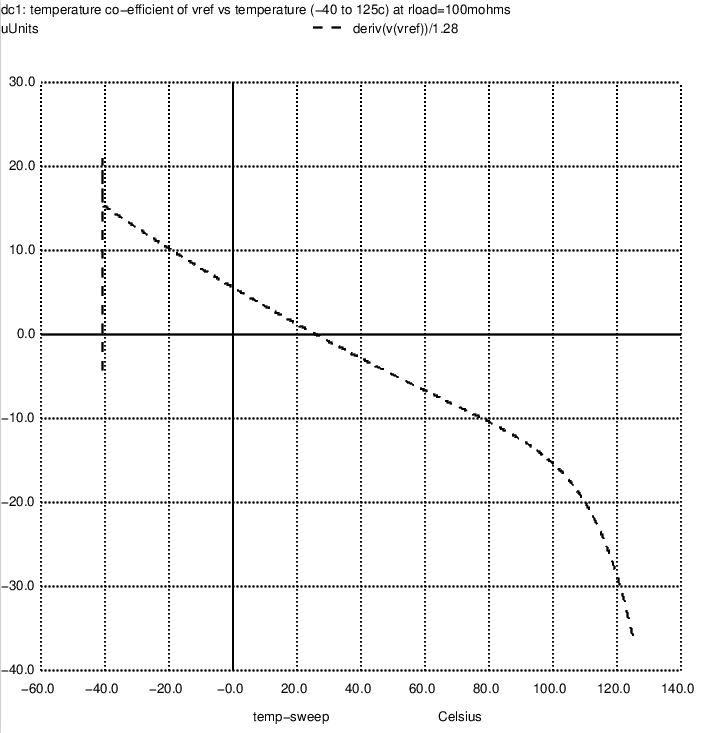 dc1: temperature co-efficient of vref vs temperature (-40 to 125c) at rload=100mohms
uUnits
deriv(v(vref))/1.28
30.0
20.0
10.0
0.0
-10.0
-20.0
-30.0
-40.0
-60.0 -40.0 -20.0 -0.0 20.0 40.0 60.0 80.0 100.0 120.0 140.0
temp-sweep Celsius